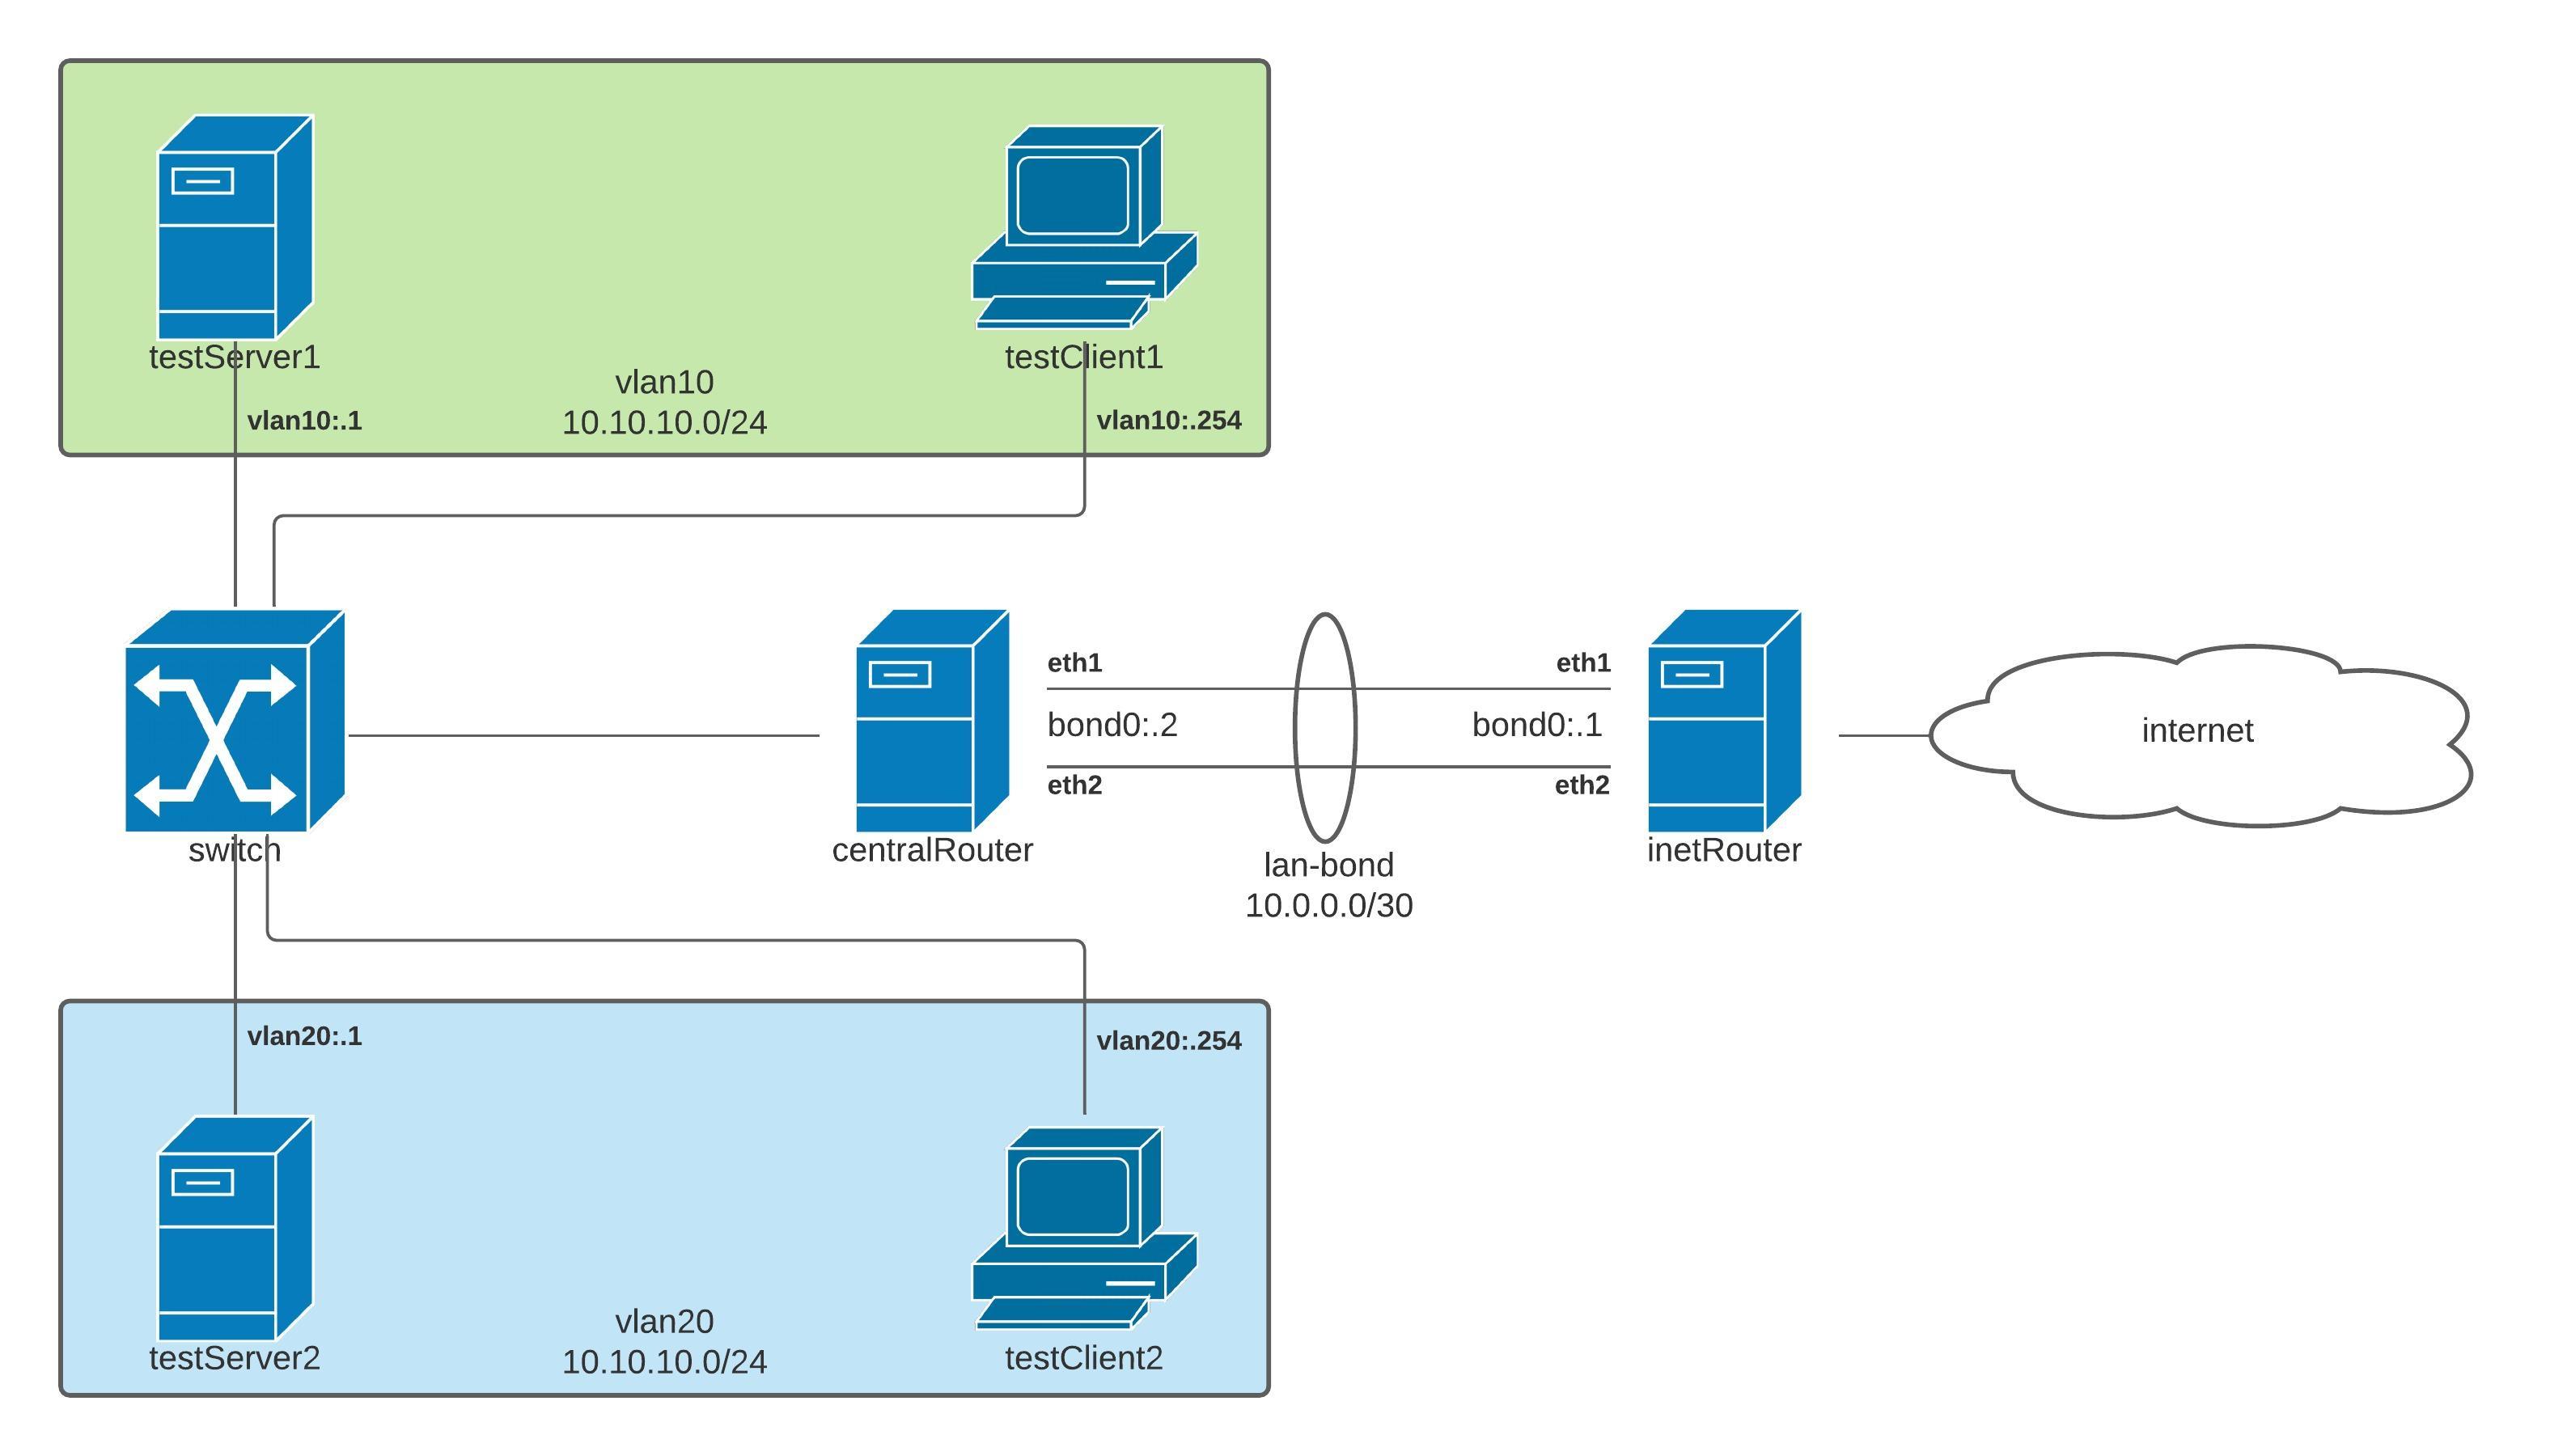 testServer1
testClient1
vlan10
10.10.10.0/24
vlan10:.1
vlan10:.254
eth1
eth1
bond0:.2
bond0:.1
internet
eth2
eth2
switch
centralRouter
lan-bond
10.0.0.0/30
inetRouter
vlan20:.1
vlan20:.254
vlan20
10.10.10.0/24
testServer2
testClient2